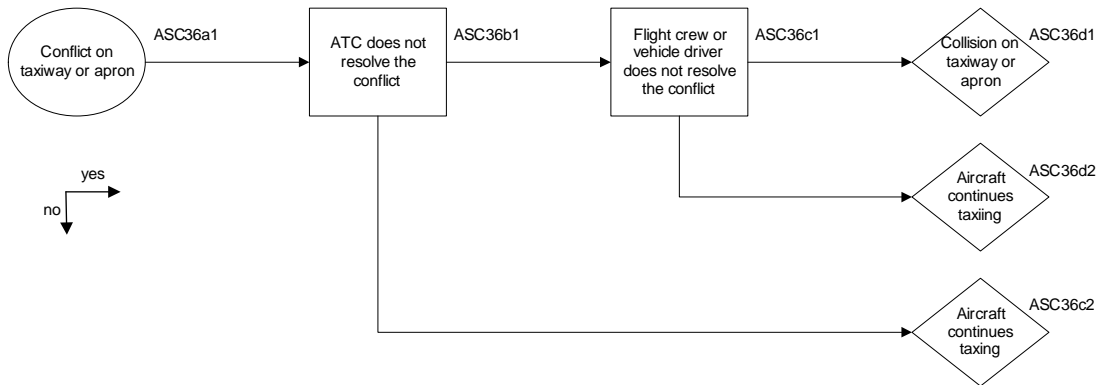 Conflict on
taxiway or apron
ASC36a1
ATC does not
resolve the
conflict
ASC36b1
Flight crew or
vehicle driver
does not resolve
the conflict
ASC36c1
Collision on
taxiway or
apron
ASC36d1
yes
no
Aircraft
continues
taxiing
ASC36d2
Aircraft
continues
taxing
ASC36c2